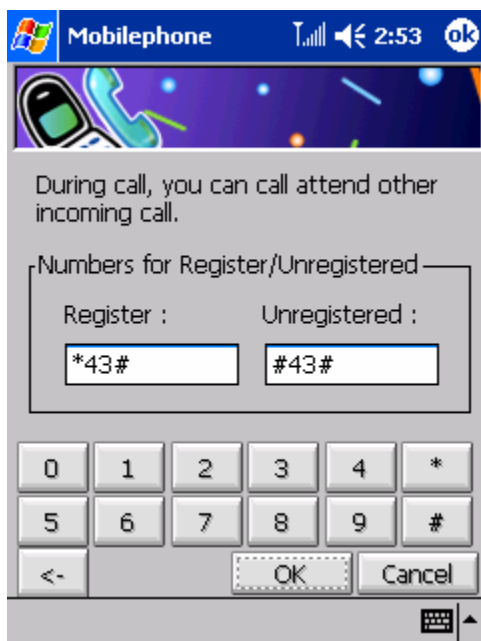 Mobilephone 2:53 ok
During call, you can call attend other
incoming call.
Numbers for Register/Unregistered
Register : Unregistered :
*43# #43#
0 1 2 3 4 *
5 6 7 8 9 #
<- OK Cancel